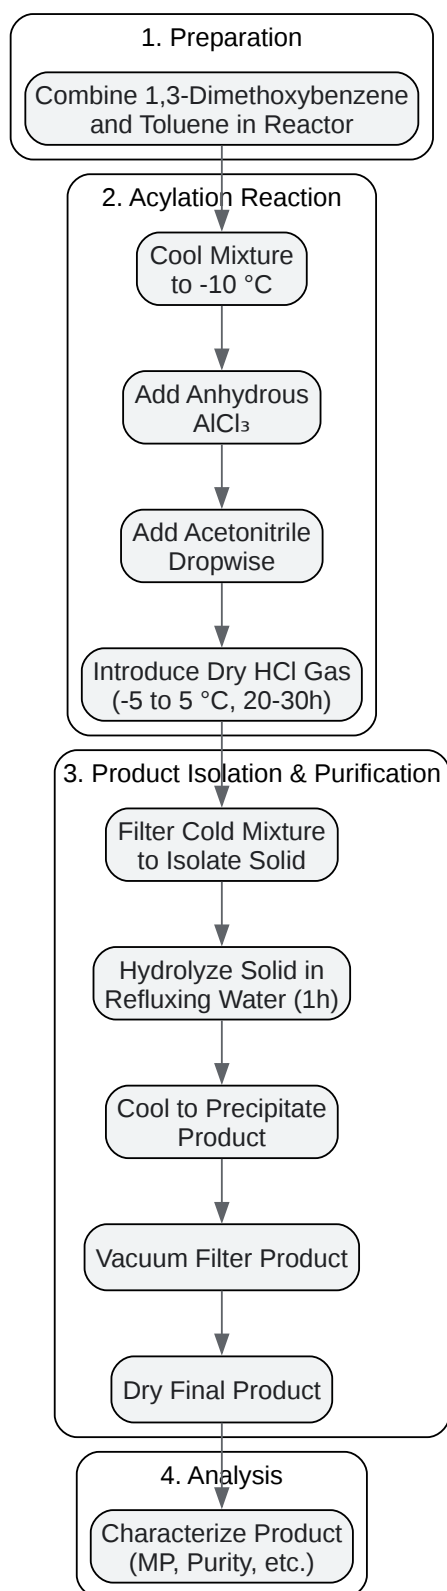 1. Preparation
Combine 1,3-Dimethoxybenzene
and Toluene in Reactor
2. Acylation Reaction
Cool Mixture
to -10 °C
Add Anhydrous
AlCl₃
Add Acetonitrile
Dropwise
Introduce Dry HCl Gas
(-5 to 5 °C, 20-30h)
3. Product Isolation & Purification
Filter Cold Mixture
to Isolate Solid
Hydrolyze Solid in
Refluxing Water (1h)
Cool to Precipitate
Product
Vacuum Filter Product
Dry Final Product
4. Analysis
Characterize Product
(MP, Purity, etc.)